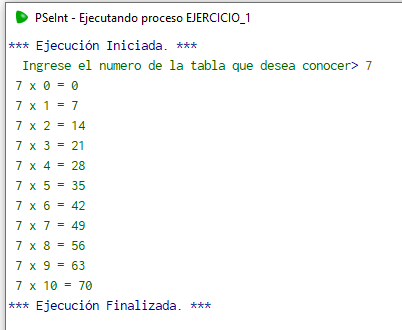 PSeInt - Ejecutando proceso EJERCICIO_1
*** Ejecución Iniciada. ***
Ingrese el numero de la tabla que desea conocer> 7
7 x 0 = 0
7 x 1 = 7
7 x 2 = 14
7 x 3 = 21
7 x 4 = 28
7 x 5 = 35
7 x 6 = 42
7 x 7 = 49
7 x 8 = 56
7 x 9 = 63
7 x 10 = 70
*** Ejecución Finalizada. ***